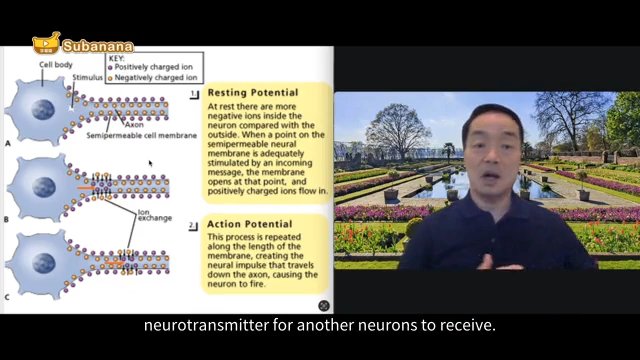 Subanana
Cell body
Stimulus
KEY:
Positively charged ion
Negatively charged ion
Axon
Semipermeable cell membrane
A
B
Ion
exchange
C
1.
Resting Potential
At rest there are more
negative ions inside the
neuron compared with the
outside. When a point on the
semipermeable neural
membrane is adequately
stimulated by an incoming
message, the membrane
opens at that point, and
positively charged ions flow in.
2.
Action Potential
This process is repeated
along the length of the
membrane, creating the
neural impulse that travels
down the axon, causing the
neuron to fire.
neurotransmitter for another neurons to receive.